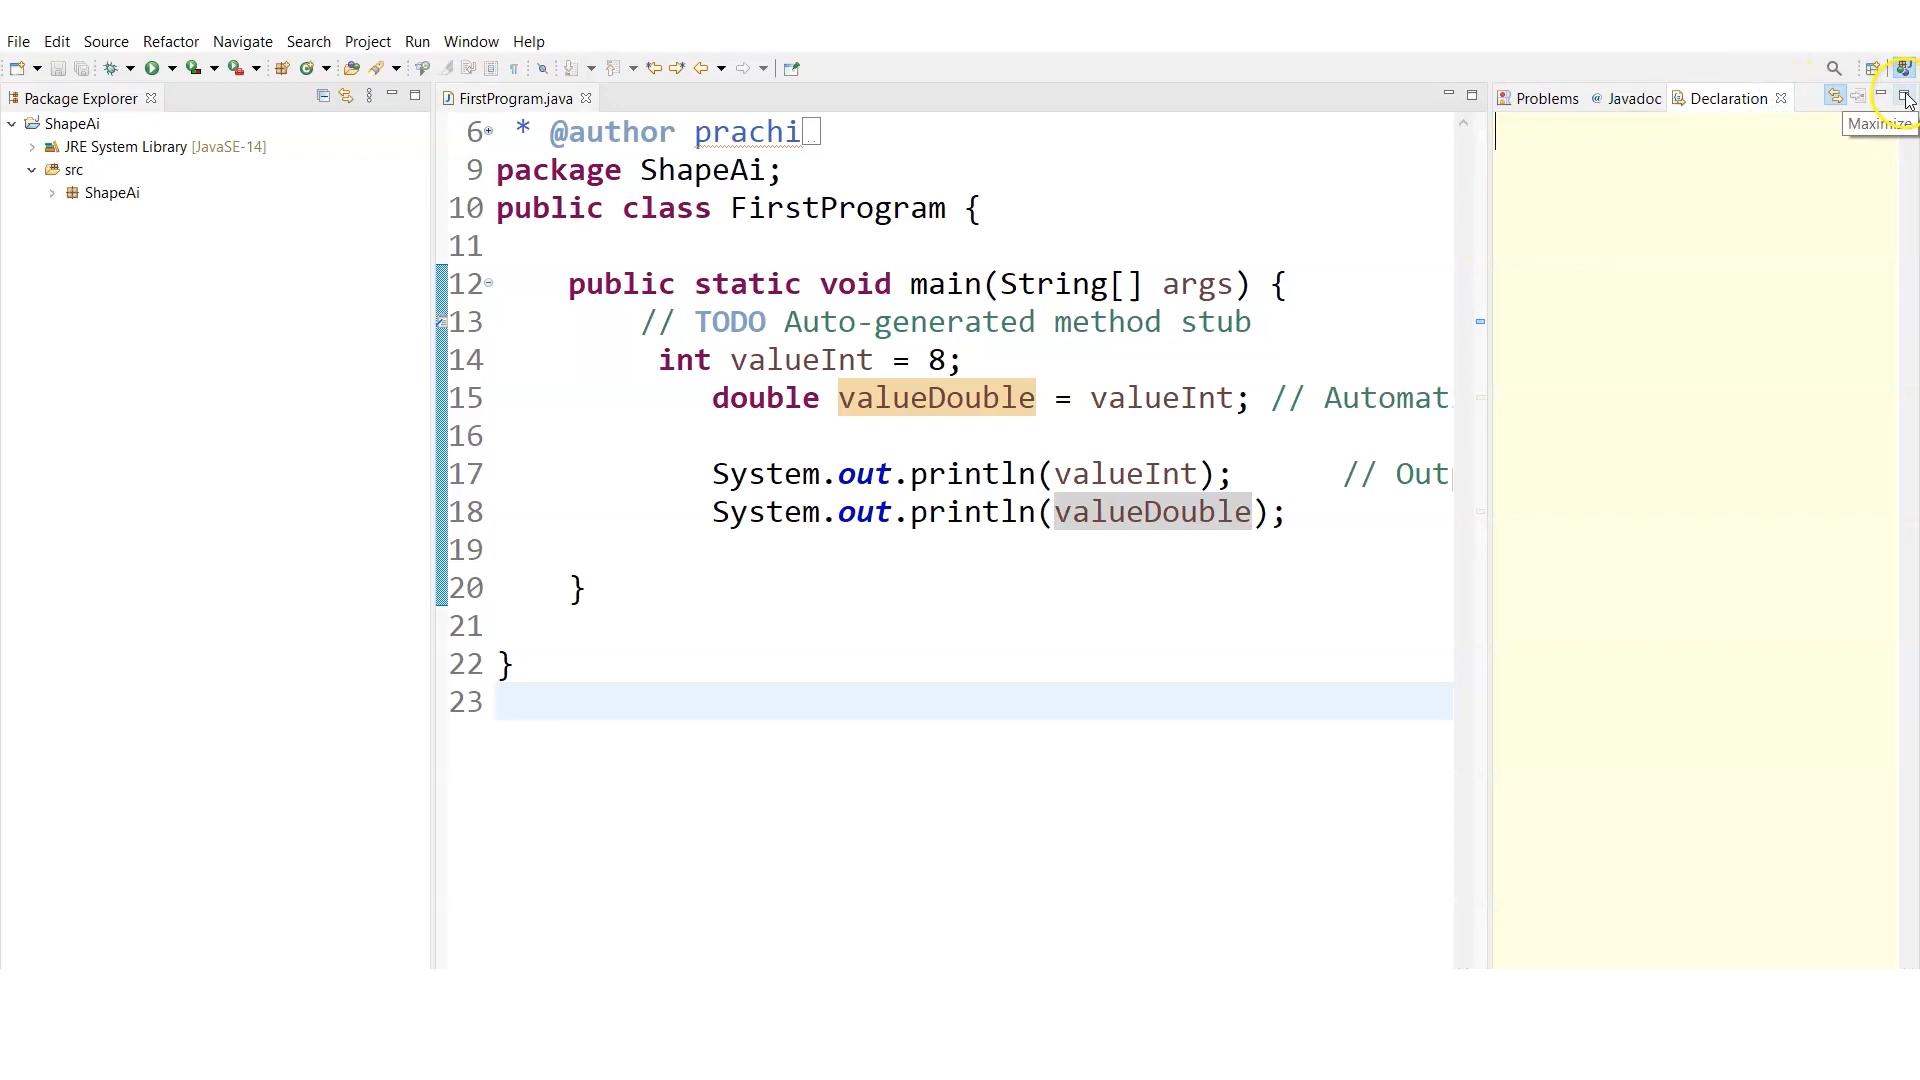 File Edit Source Refactor Navigate Search Project Run Window Help
Package Explorer
ShapeAi
JRE System Library [JavaSE-14]
src
ShapeAi
FirstProgram.java
6 * @author prachi
9 package ShapeAi;
10 public class FirstProgram {
11
12 public static void main(String[] args) {
13 // TODO Auto-generated method stub
14 int valueInt = 8;
15 double valueDouble = valueInt; // Automat
16
17 System.out.println(valueInt); // Out
18 System.out.println(valueDouble);
19
20 }
21
22 }
23
Problems @ Javadoc Declaration
Maximize